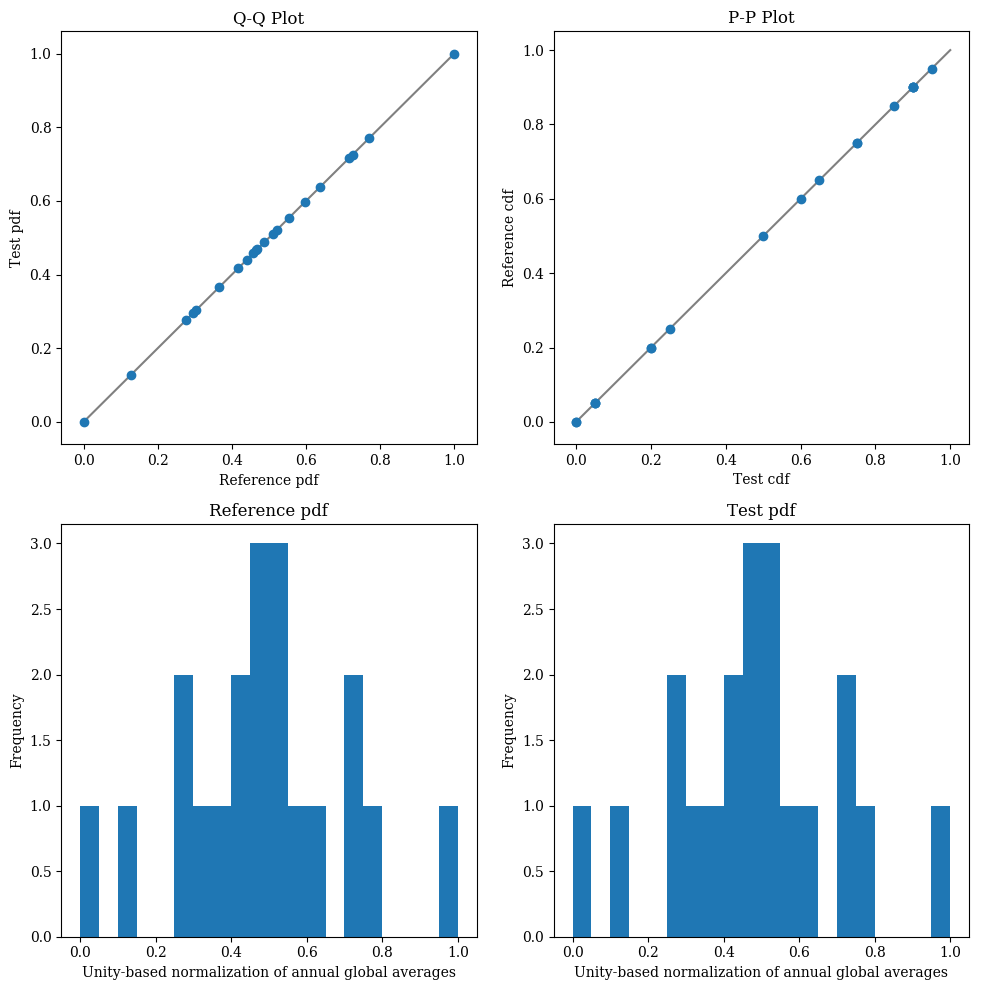 Q-Q Plot
1.0
0.8
0.6
0.4
0.2
0.0
Test pdf
0.0 0.2 0.4 0.6 0.8 1.0
Reference pdf
P-P Plot
1.0
0.8
0.6
0.4
0.2
0.0
Reference cdf
0.0 0.2 0.4 0.6 0.8 1.0
Test cdf
Reference pdf
3.0
2.5
2.0
1.5
1.0
0.5
0.0
Frequency
0.0 0.2 0.4 0.6 0.8 1.0
Unity-based normalization of annual global averages
Test pdf
3.0
2.5
2.0
1.5
1.0
0.5
0.0
Frequency
0.0 0.2 0.4 0.6 0.8 1.0
Unity-based normalization of annual global averages